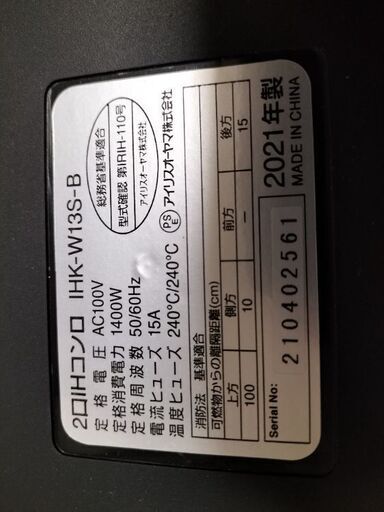 2口IHコンロ IHK-W13S-B
定格電圧 AC100V
定格消費電力 1400W
定格周波数 50/60Hz
電流ヒューズ 15A
温度ヒューズ 240°C/240°C
総務省基準適合
型式確認 第IRIH-110号
アイリスオーヤマ株式会社
PS
E
アイリスオーヤマ株式会社
消防法 基準適合
可燃物からの離隔距離(cm)
上方 側方 前方 後方
100 10 － 15
Serial No: 210402561
2021年製
MADE IN CHINA